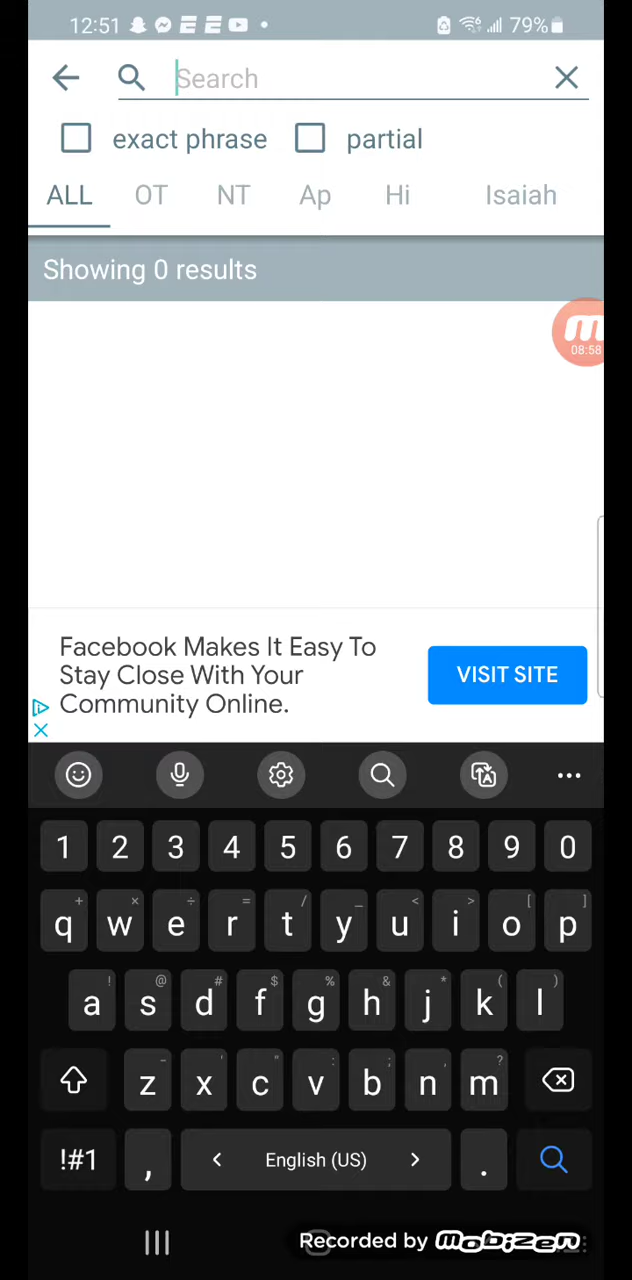 12:51 79%
Search
exact phrase partial
ALL OT NT Ap Hi Isaiah
Showing 0 results
08:58
Facebook Makes It Easy To
Stay Close With Your
Community Online.
VISIT SITE
1 2 3 4 5 6 7 8 9 0
+ × ÷ = / _ < > [ ]
q w e r t y u i o p
! @ # $ % & * ( )
a s d f g h j k l
- ' " : ; , ?
z x c v b n m
!#1 , < English (US) > .
Recorded by mobizen